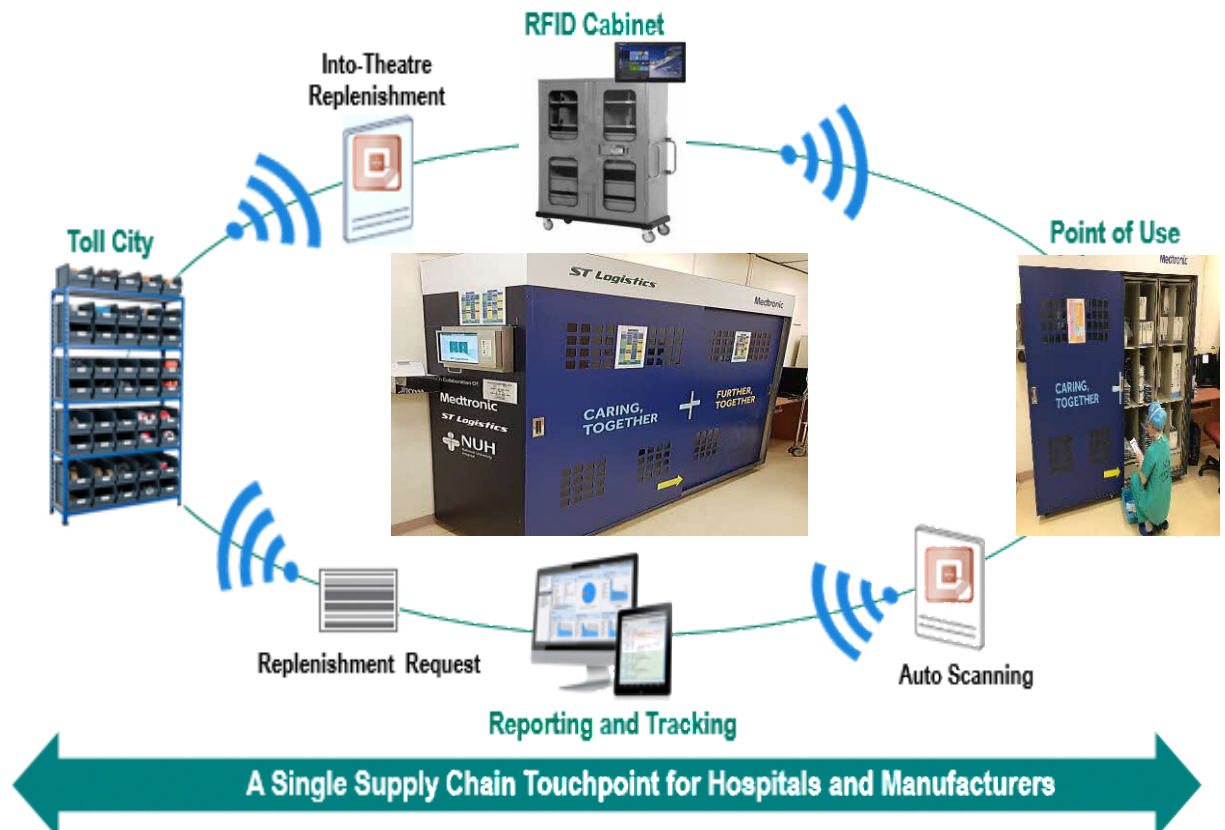 RFID Cabinet
Into-Theatre
Replenishment
Toll City
Point of Use
ST Logistics
Medtronic
Medtronic
ST Logistics
NUH
CARING,
TOGETHER
FURTHER,
TOGETHER
Medtronic
CARING,
TOGETHER
Replenishment Request
Auto Scanning
Reporting and Tracking
A Single Supply Chain Touchpoint for Hospitals and Manufacturers